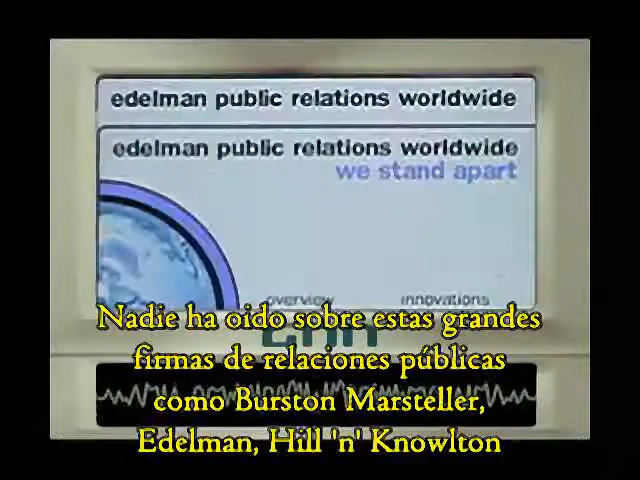 edelman public relations worldwide
edelman public relations worldwide
we stand apart
overview innovations
Nadie ha oido sobre estas grandes
firmas de relaciones públicas
como Burston Marsteller,
Edelman, Hill 'n' Knowlton